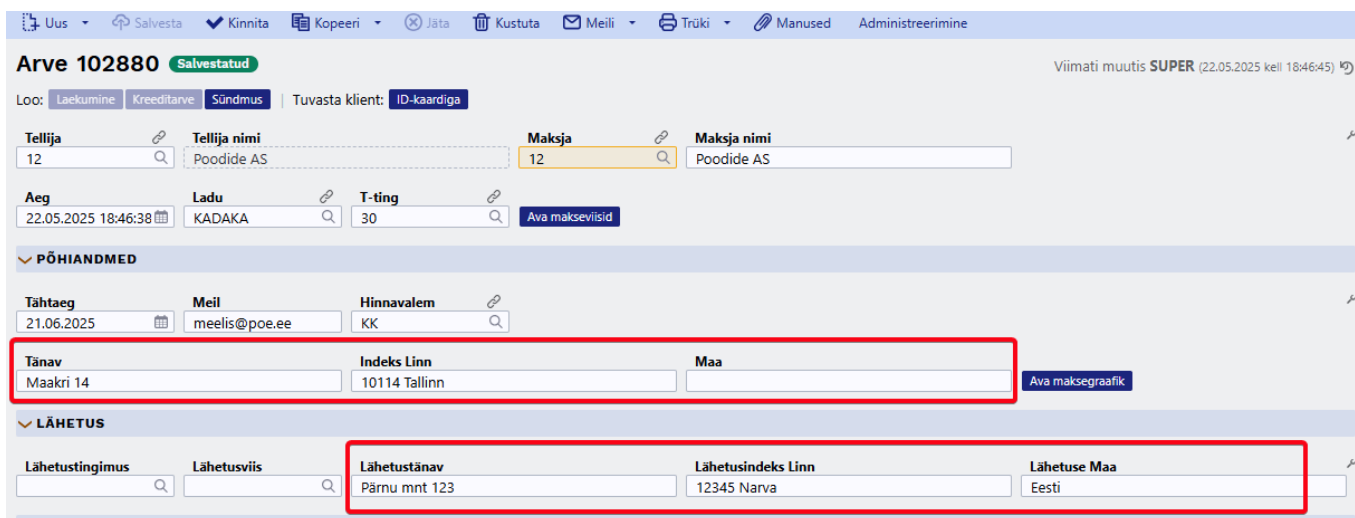 Uus Salvesta Kinnita Kopeeri Jäta Kustuta Meili Trüki Manused Administreerimine
Arve 102880 Salvestatud
Viimati muutis SUPER (22.05.2025 kell 18:46:45)
Loo: Laekumine Kreeditarve Sündmus | Tuvasta klient: ID-kaardiga
Tellija Tellija nimi Maksja Maksja nimi
12 Poodide AS 12 Poodide AS
Aeg Ladu T-ting
22.05.2025 18:46:38 KADAKA 30 Ava makseviisid
PÕHIANDMED
Tähtaeg Meil Hinnavalem
21.06.2025 meelis@poe.ee KK
Tänav Indeks Linn Maa
Maakri 14 10114 Tallinn Ava maksegraafik
LÄHETUS
Lähetustingimus Lähetusviis Lähetustänav Lähetusindeks Linn Lähetuse Maa
Pärnu mnt 123 12345 Narva Eesti